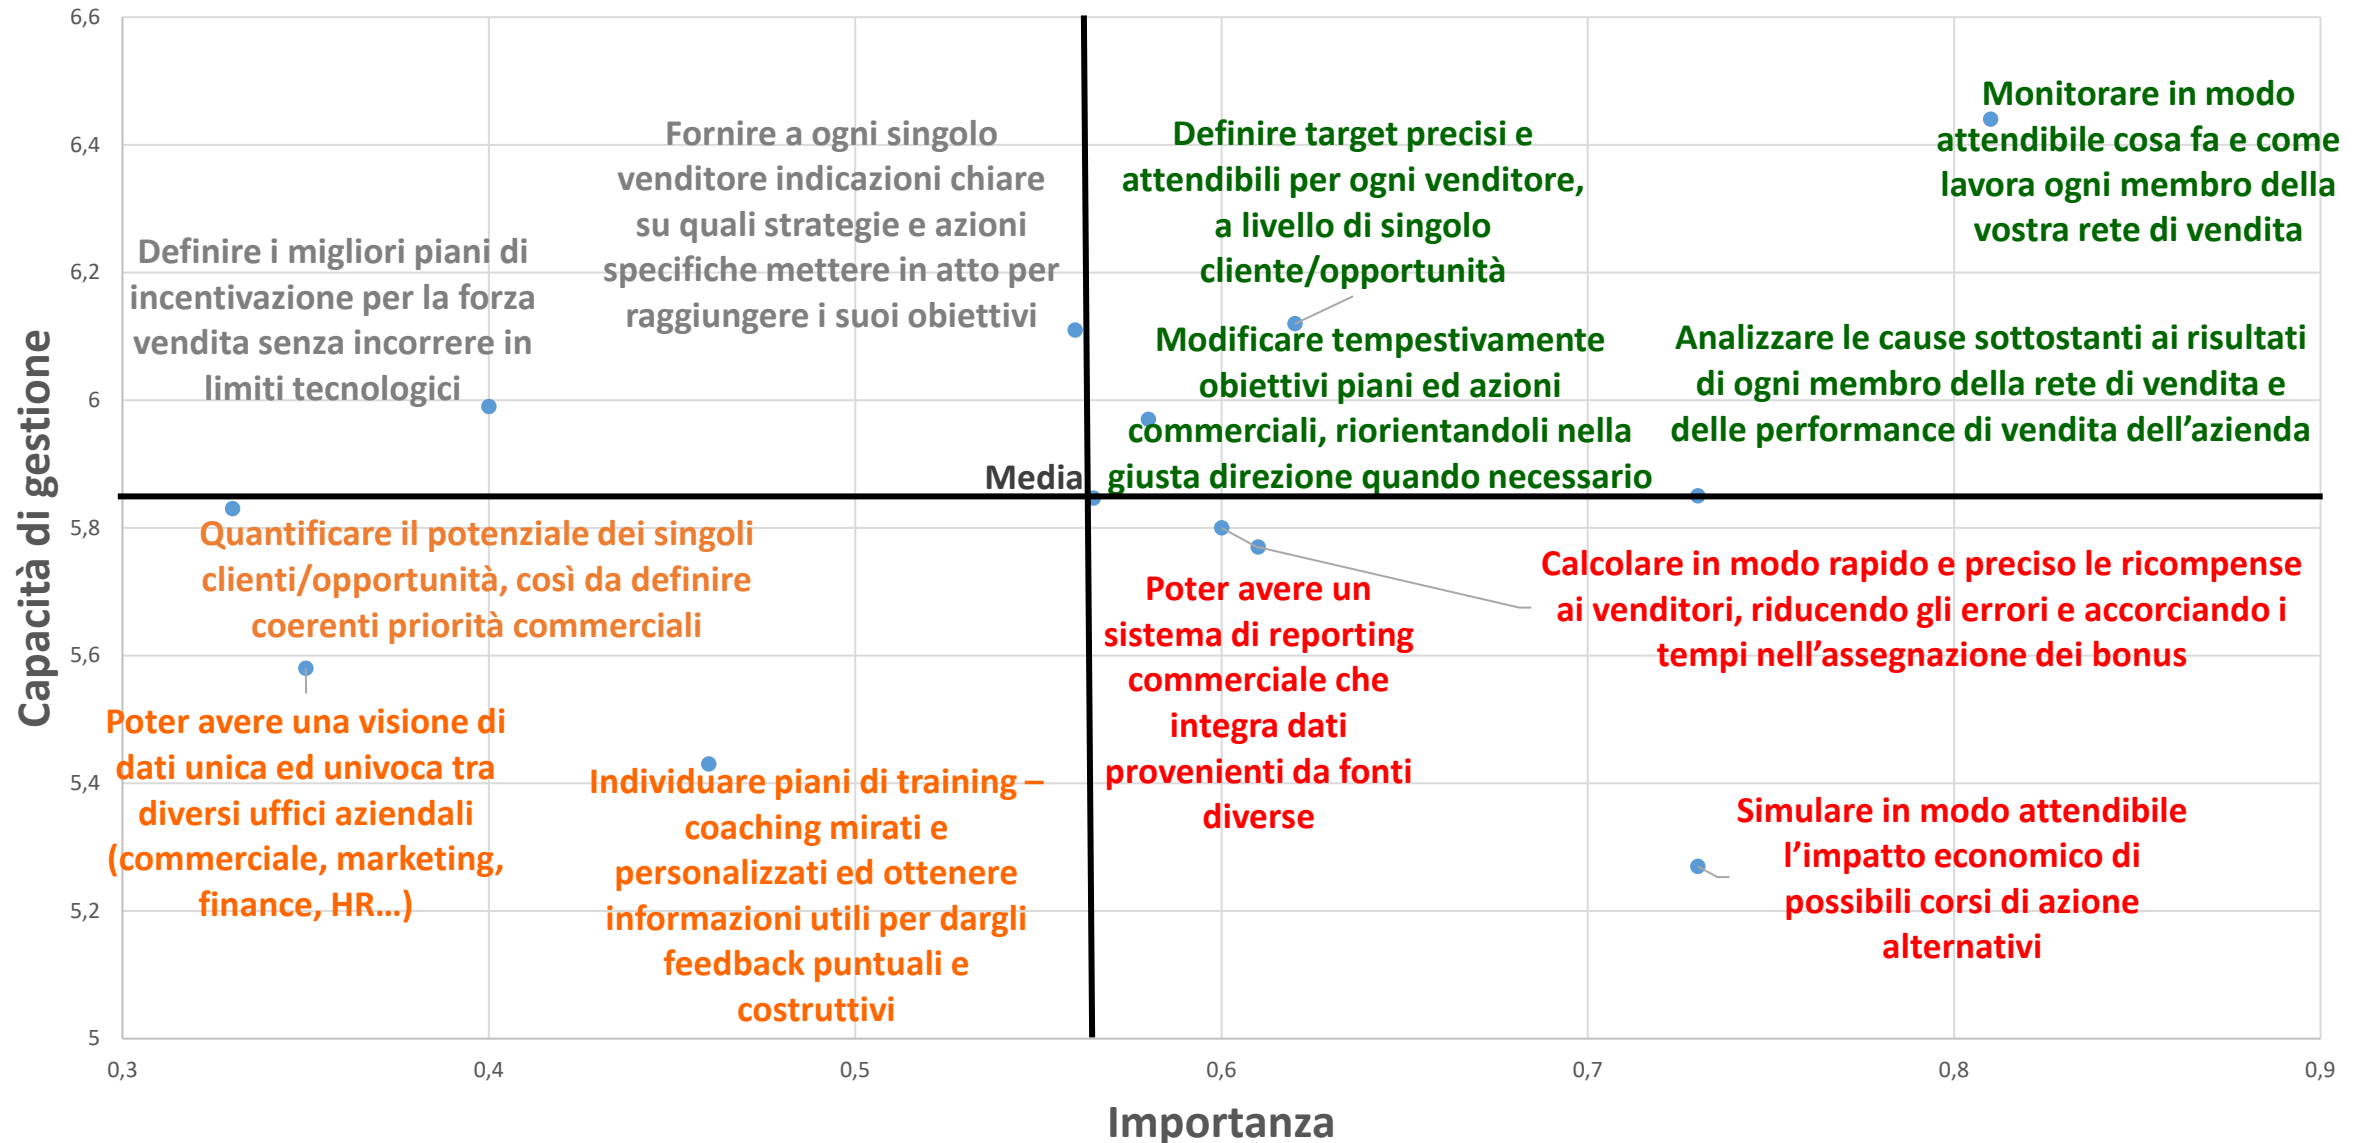 6,6
6,4
6,2
6
5,8
5,6
5,4
5,2
5
Capacità di gestione
Definire i migliori piani di
incentivazione per la forza
vendita senza incorrere in
limiti tecnologici
Fornire a ogni singolo
venditore indicazioni chiare
su quali strategie e azioni
specifiche mettere in atto per
raggiungere i suoi obiettivi
Definire target precisi e
attendibili per ogni venditore,
a livello di singolo
cliente/opportunità
Monitorare in modo
attendibile cosa fa e come
lavora ogni membro della
vostra rete di vendita
Modificare tempestivamente
obiettivi piani ed azioni
commerciali, riorientandoli nella
giusta direzione quando necessario
Analizzare le cause sottostanti ai risultati
di ogni membro della rete di vendita e
delle performance di vendita dell’azienda
Media
Quantificare il potenziale dei singoli
clienti/opportunità, così da definire
coerenti priorità commerciali
Poter avere una visione di
dati unica ed univoca tra
diversi uffici aziendali
(commerciale, marketing,
finance, HR…)
Individuare piani di training –
coaching mirati e
personalizzati ed ottenere
informazioni utili per dargli
feedback puntuali e
costruttivi
Poter avere un
sistema di reporting
commerciale che
integra dati
provenienti da fonti
diverse
Calcolare in modo rapido e preciso le ricompense
ai venditori, riducendo gli errori e accorciando i
tempi nell’assegnazione dei bonus
Simulare in modo attendibile
l’impatto economico di
possibili corsi di azione
alternativi
0,3
0,4
0,5
0,6
0,7
0,8
0,9
Importanza